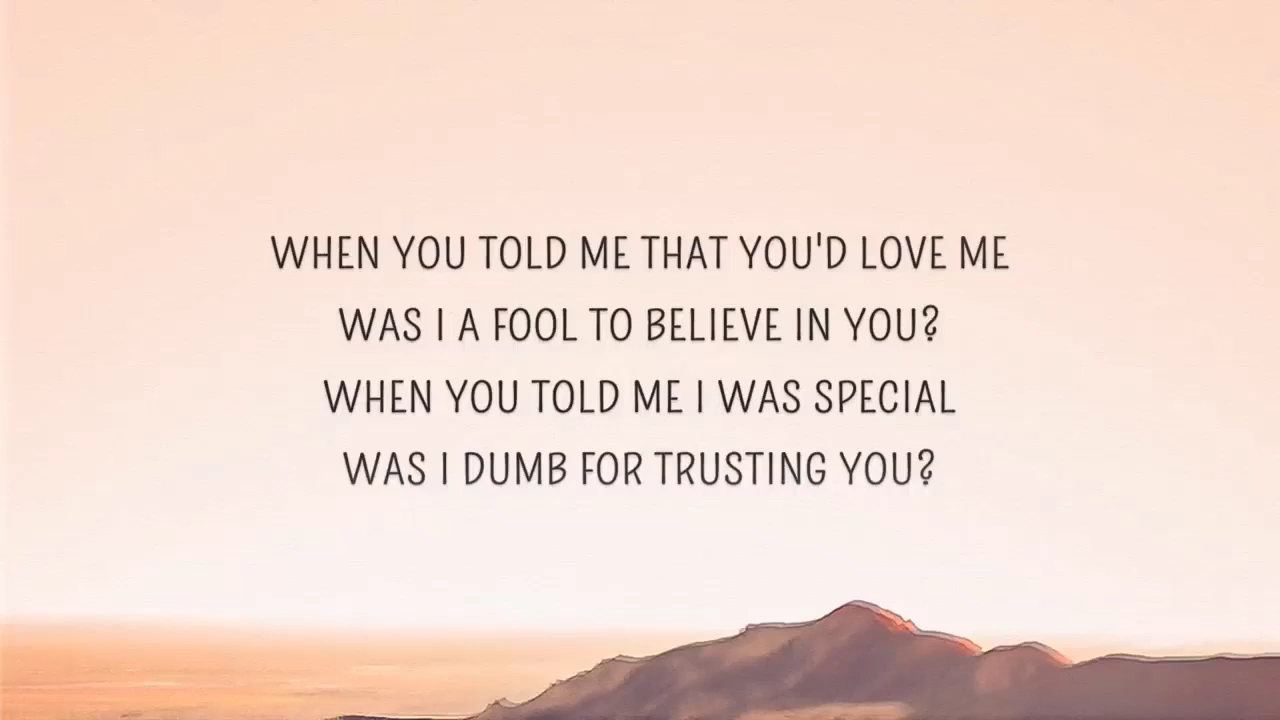 WHEN YOU TOLD ME THAT YOU'D LOVE ME
WAS I A FOOL TO BELIEVE IN YOU?
WHEN YOU TOLD ME I WAS SPECIAL
WAS I DUMB FOR TRUSTING YOU?